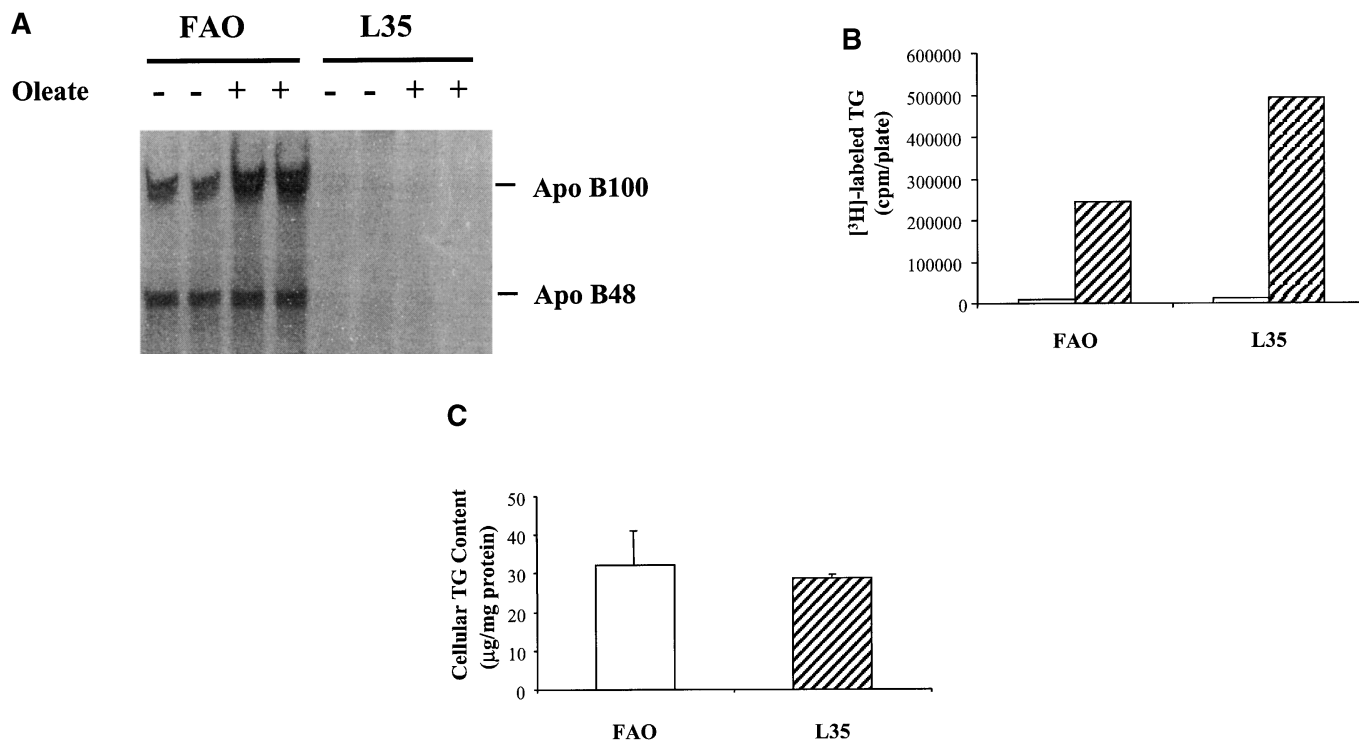 A
FAO L35
Oleate - - + + - - + +
Apo B100
Apo B48
B
[³H]-labeled TG
(cpm/plate)
600000
500000
400000
300000
200000
100000
0
FAO L35
C
Cellular TG Content
(μg/mg protein)
50
40
30
20
10
0
FAO L35